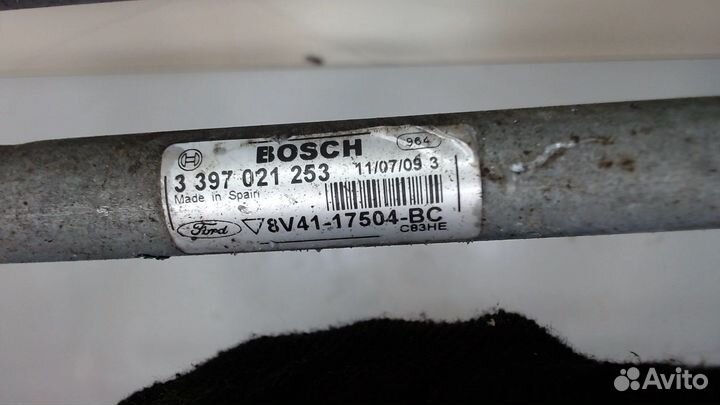 BOSCH 964
3 397 021 253 11/07/09 3
Made in Spain
Ford 8V41-17504-BC
C83HE
Avito